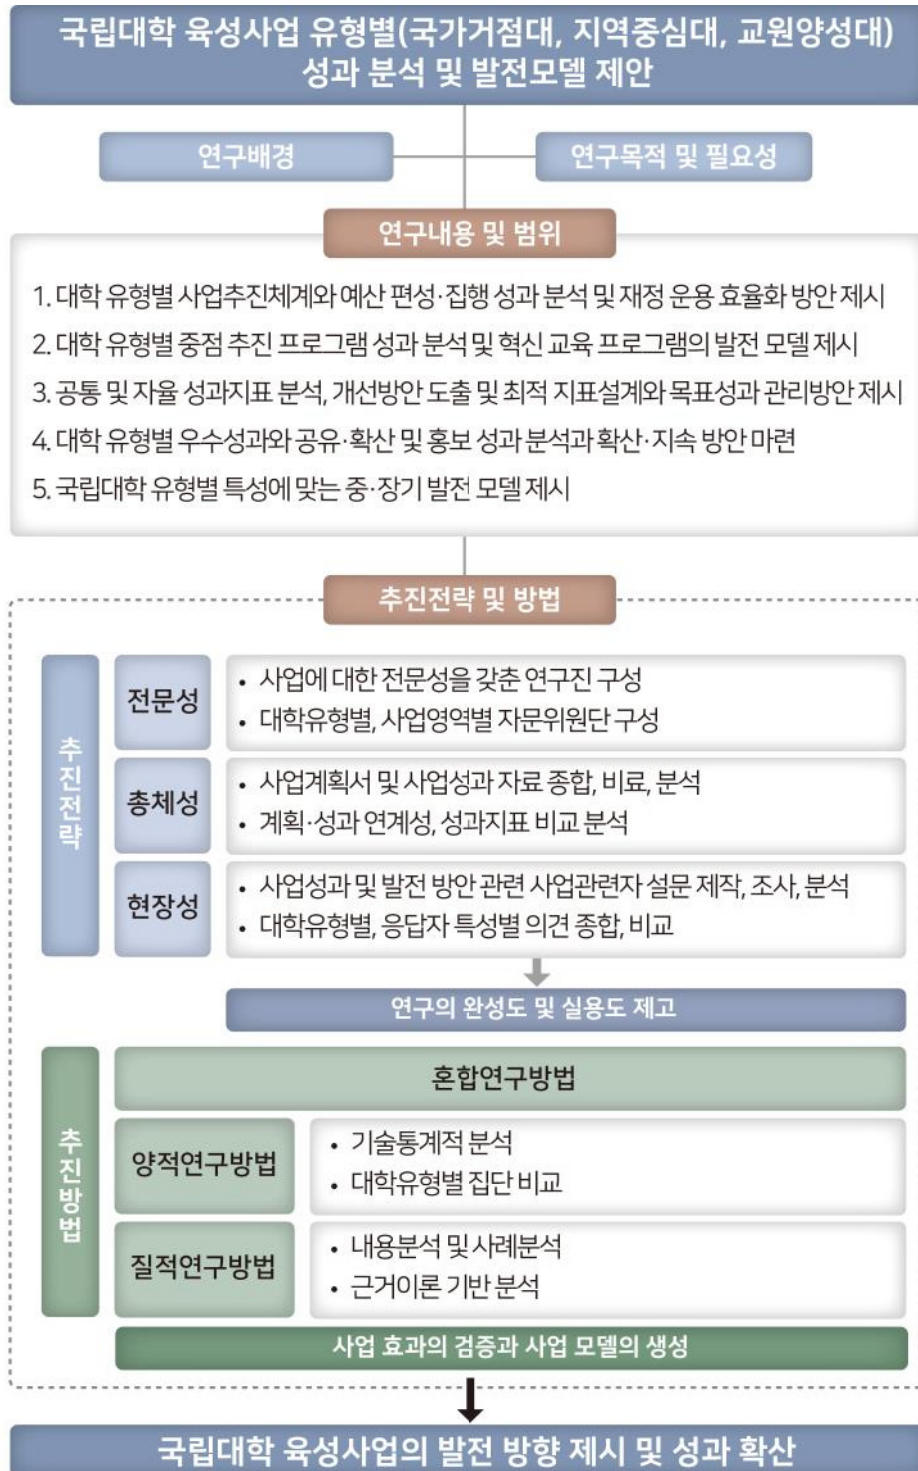 국립대학 육성사업 유형별(국가거점대, 지역중심대, 교원양성대)
성과 분석 및 발전모델 제안
연구배경
연구목적 및 필요성
연구내용 및 범위
1. 대학 유형별 사업추진체계와 예산 편성·집행 성과 분석 및 재정 운용 효율화 방안 제시
2. 대학 유형별 중점 추진 프로그램 성과 분석 및 혁신 교육 프로그램의 발전 모델 제시
3. 공통 및 자율 성과지표 분석, 개선방안 도출 및 최적 지표설계와 목표성과 관리방안 제시
4. 대학 유형별 우수성과와 공유·확산 및 홍보 성과 분석과 확산·지속 방안 마련
5. 국립대학 유형별 특성에 맞는 중·장기 발전 모델 제시
추진전략 및 방법
추진전략
전문성
• 사업에 대한 전문성을 갖춘 연구진 구성
• 대학유형별, 사업영역별 자문위원단 구성
총체성
• 사업계획서 및 사업성과 자료 종합, 비료, 분석
• 계획·성과 연계성, 성과지표 비교 분석
현장성
• 사업성과 및 발전 방안 관련 사업관련자 설문 제작, 조사, 분석
• 대학유형별, 응답자 특성별 의견 종합, 비교
연구의 완성도 및 실용도 제고
추진방법
혼합연구방법
양적연구방법
• 기술통계적 분석
• 대학유형별 집단 비교
질적연구방법
• 내용분석 및 사례분석
• 근거이론 기반 분석
사업 효과의 검증과 사업 모델의 생성
국립대학 육성사업의 발전 방향 제시 및 성과 확산